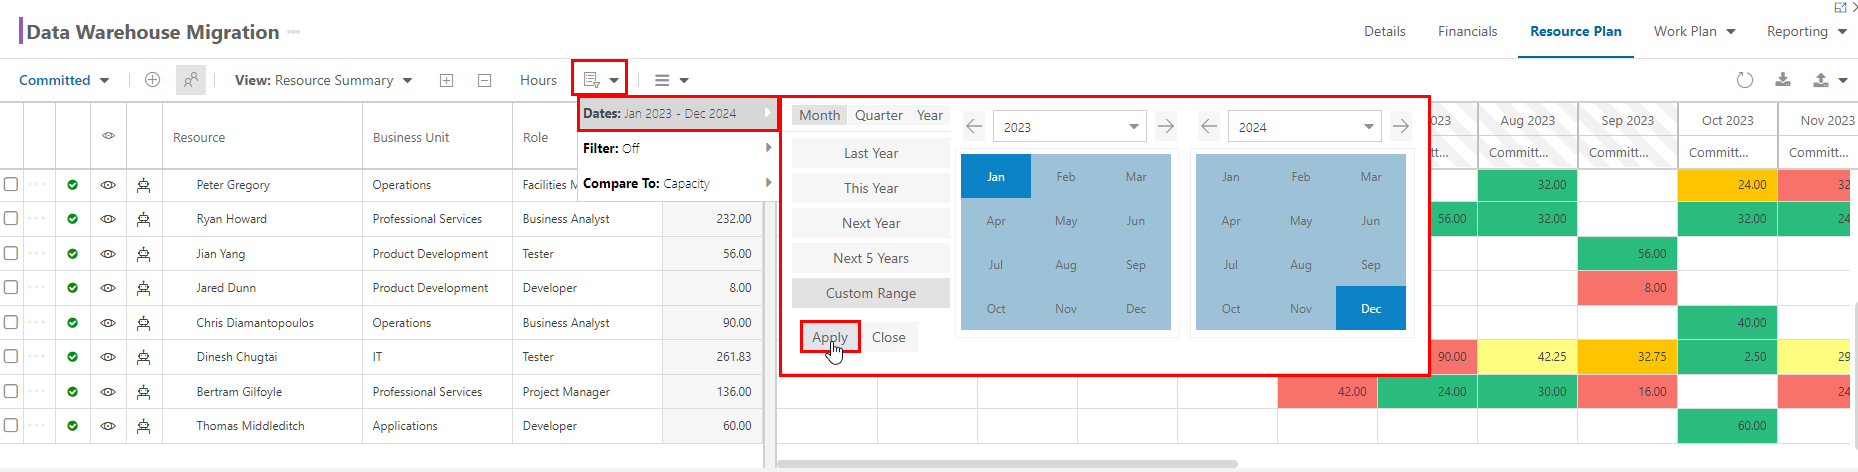 Data Warehouse Migration
Details Financials Resource Plan Work Plan Reporting
Committed View: Resource Summary Hours
Dates: Jan 2023 - Dec 2024
Filter: Off
Compare To: Capacity
Month Quarter Year
Last Year
This Year
Next Year
Next 5 Years
Custom Range
Apply Close
2023
Jan Feb Mar
Apr May Jun
Jul Aug Sep
Oct Nov Dec
2024
Jan Feb Mar
Apr May Jun
Jul Aug Sep
Oct Nov Dec
Resource Business Unit Role
023 Aug 2023 Sep 2023 Oct 2023 Nov 2023
tt... Committ... Committ... Committ... Committ...
Peter Gregory Operations Facilities M 32.00 24.00 32
Ryan Howard Professional Services Business Analyst 232.00 56.00 32.00 32.00 24
Jian Yang Product Development Tester 56.00 56.00
Jared Dunn Product Development Developer 8.00 8.00
Chris Diamantopoulos Operations Business Analyst 90.00 40.00
Dinesh Chugtai IT Tester 261.83 90.00 42.25 32.75 2.50 29
Bertram Gilfoyle Professional Services Project Manager 136.00 42.00 24.00 30.00 16.00 24
Thomas Middleditch Applications Developer 60.00 60.00